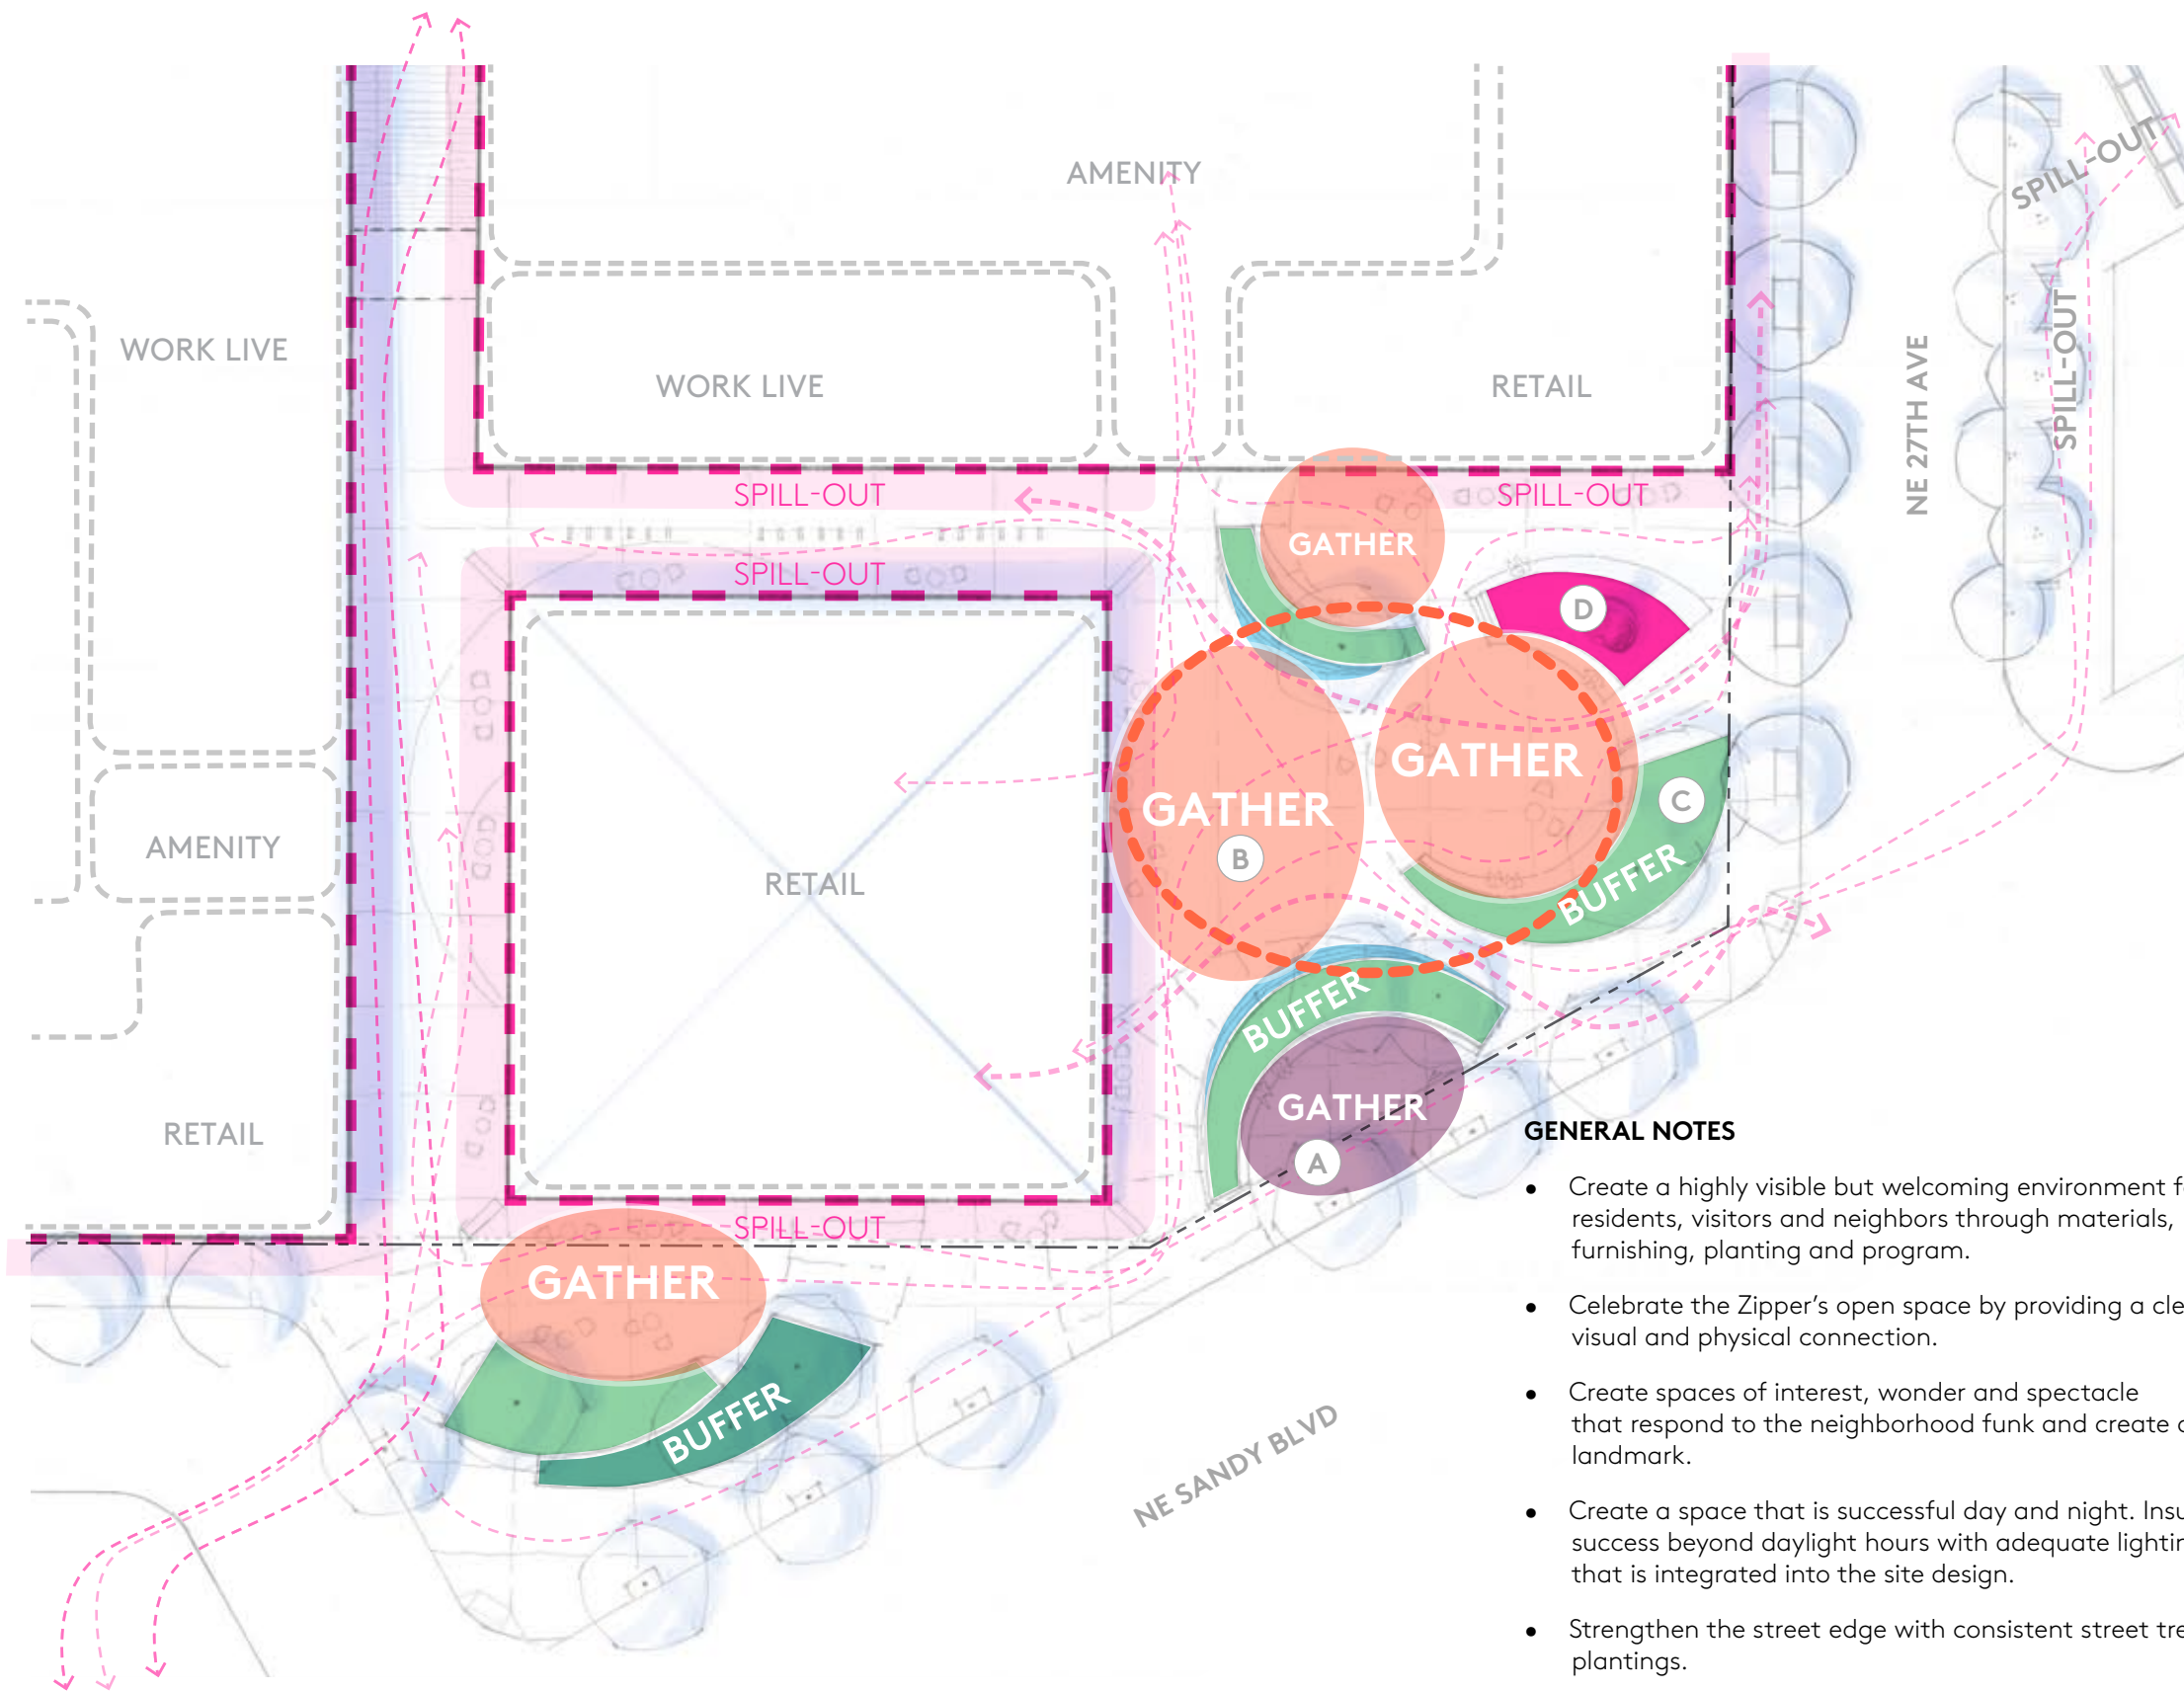 AMENITY
SPILL-OUT
WORK LIVE
WORK LIVE
RETAIL
NE 27TH AVE
SPILL-OUT
SPILL-OUT
SPILL-OUT
GATHER
SPILL-OUT
D
GATHER
GATHER
B
C
BUFFER
AMENITY
RETAIL
BUFFER
GATHER
A
RETAIL
SPILL-OUT
GATHER
BUFFER
NE SANDY BLVD
GENERAL NOTES
• Create a highly visible but welcoming environment
residents, visitors and neighbors through materials,
furnishing, planting and program.
• Celebrate the Zipper's open space by providing a
visual and physical connection.
• Create spaces of interest, wonder and spectacle
that respond to the neighborhood funk and create
landmark.
• Create a space that is successful day and night.
success beyond daylight hours with adequate
that is integrated into the site design.
• Strengthen the street edge with consistent street
plantings.